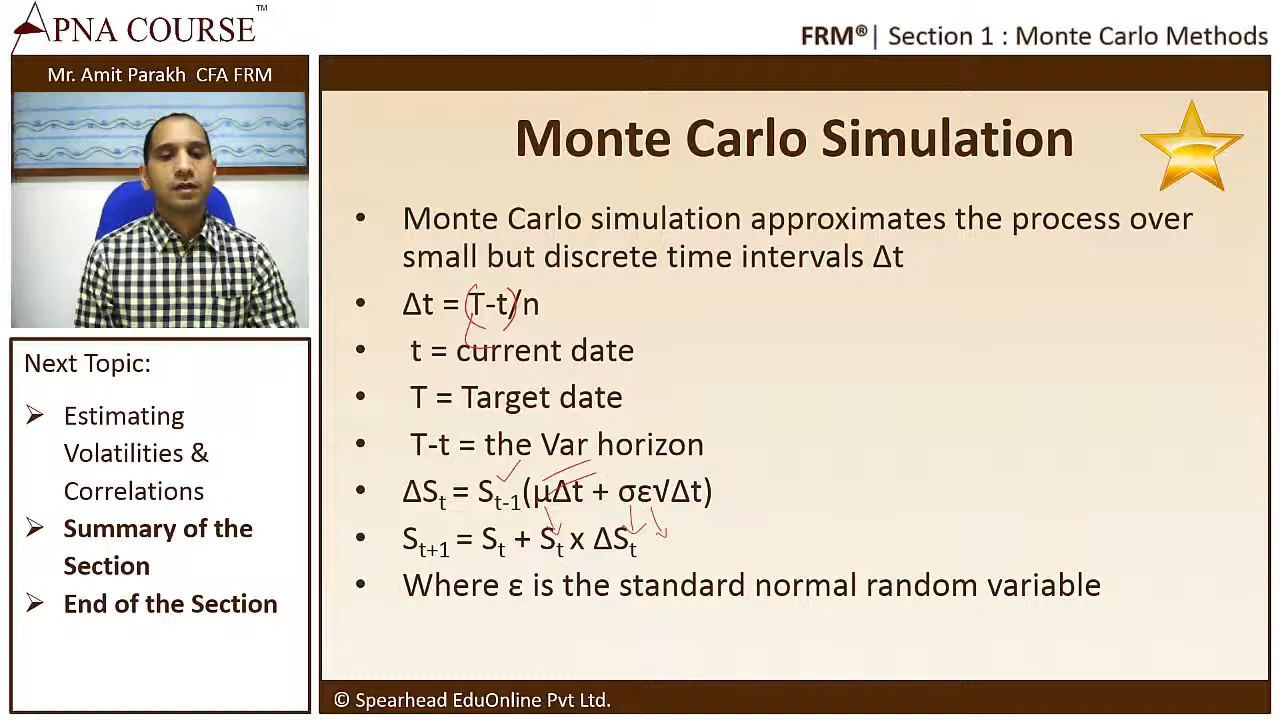 APNA COURSE™
FRM®| Section 1 : Monte Carlo Methods
Mr. Amit Parakh CFA FRM
Monte Carlo Simulation
• Monte Carlo simulation approximates the process over
small but discrete time intervals Δt
• Δt = T-t/n
• t = current date
• T = Target date
• T-t = the Var horizon
• ΔSt = St-1(μΔt + σε√Δt)
• St+1 = St + St x ΔSt
• Where ε is the standard normal random variable
Next Topic:
➢ Estimating
Volatilities &
Correlations
➢ Summary of the
Section
➢ End of the Section
© Spearhead EduOnline Pvt Ltd.